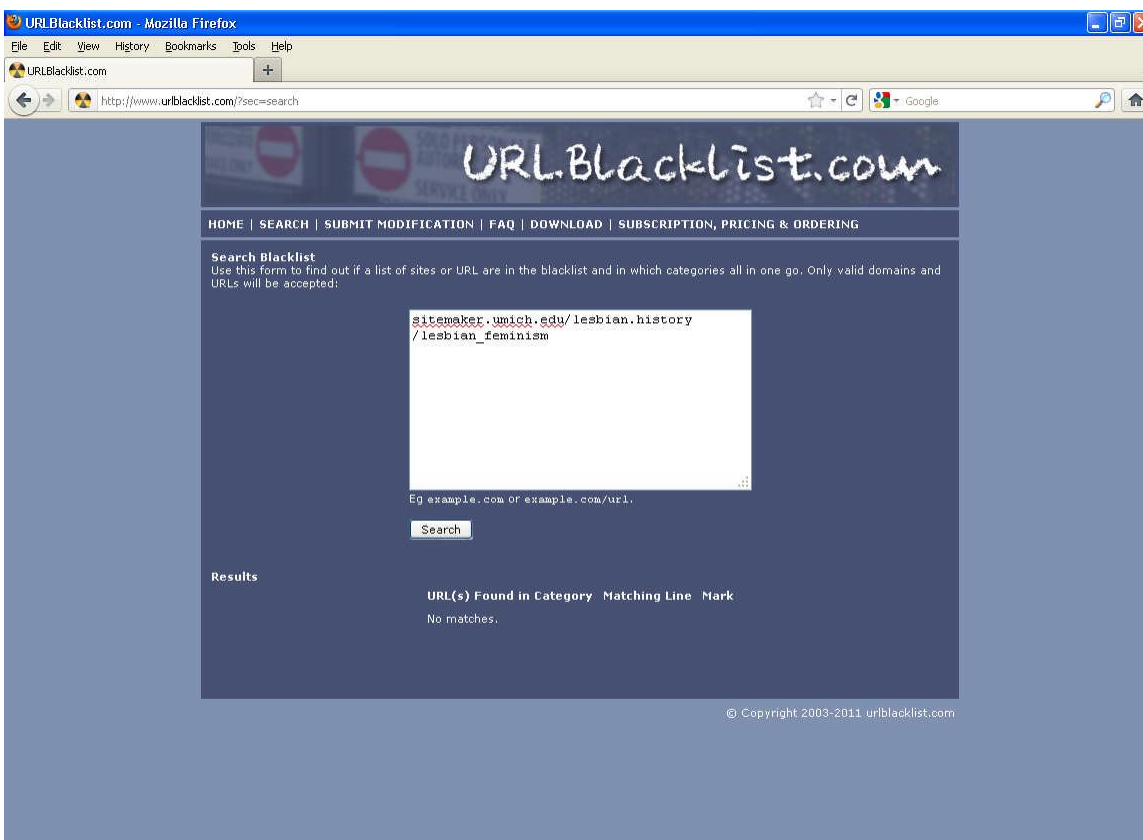 URLBlacklist.com - Mozilla Firefox
File Edit View History Bookmarks Tools Help
URLBlacklist.com
http://www.urlblacklist.com/?sec=search
Google
URLBlacklist.com
HOME | SEARCH | SUBMIT MODIFICATION | FAQ | DOWNLOAD | SUBSCRIPTION, PRICING & ORDERING
Search Blacklist
Use this form to find out if a list of sites or URL are in the blacklist and in which categories all in one go. Only valid domains and
URLs will be accepted:
sitemaker.umich.edu/lesbian.history
/lesbian_feminism
Eg example.com or example.com/url.
Search
Results
URL(s) Found in Category Matching Line Mark
No matches.
© Copyright 2003-2011 urlblacklist.com